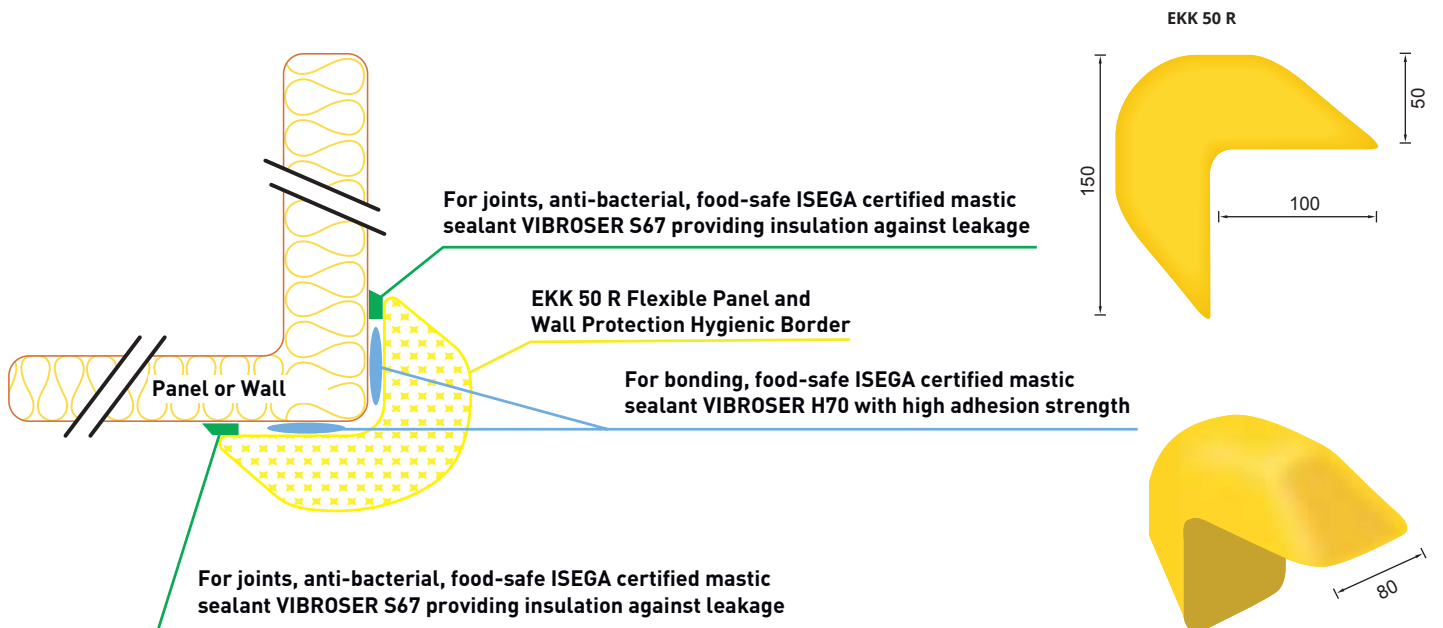 EKK 50 R
50
150
100
For joints, anti-bacterial, food-safe ISEGA certified mastic
sealant VIBROSER S67 providing insulation against leakage
EKK 50 R Flexible Panel and
Wall Protection Hygienic Border
Panel or Wall
For bonding, food-safe ISEGA certified mastic
sealant VIBROSER H70 with high adhesion strength
80
For joints, anti-bacterial, food-safe ISEGA certified mastic
sealant VIBROSER S67 providing insulation against leakage